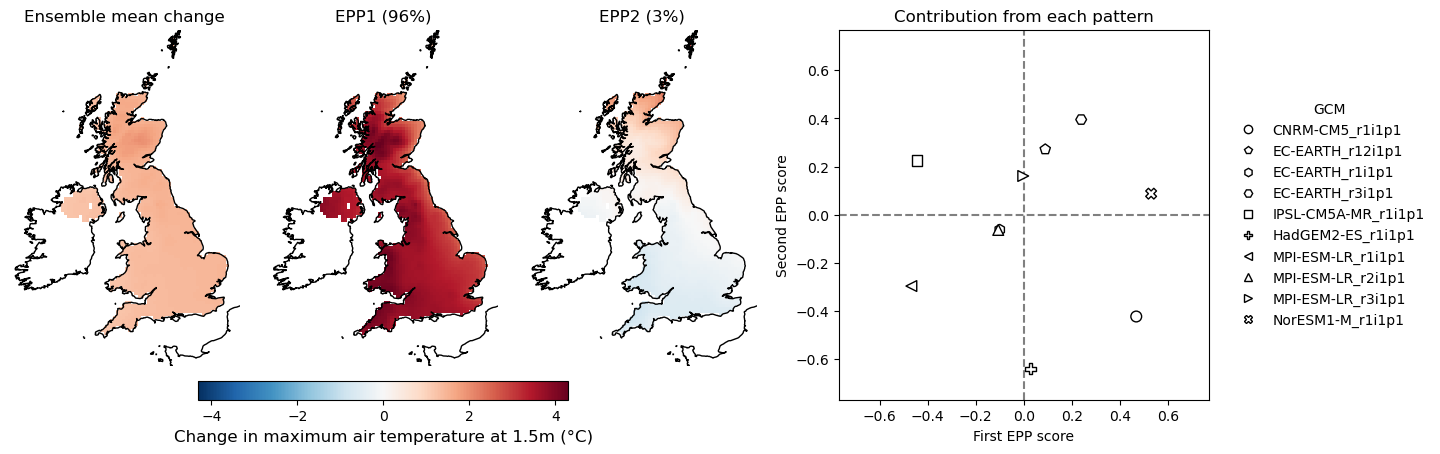 Ensemble mean change
EPP1 (96%)
EPP2 (3%)
Contribution from each pattern
0.6
0.4
0.2
0.0
−0.2
−0.4
−0.6
Second EPP score
−0.6
−0.4
−0.2
0.0
0.2
0.4
0.6
First EPP score
GCM
CNRM-CM5_r1i1p1
EC-EARTH_r12i1p1
EC-EARTH_r1i1p1
EC-EARTH_r3i1p1
IPSL-CM5A-MR_r1i1p1
HadGEM2-ES_r1i1p1
MPI-ESM-LR_r1i1p1
MPI-ESM-LR_r2i1p1
MPI-ESM-LR_r3i1p1
NorESM1-M_r1i1p1
−4
−2
0
2
4
Change in maximum air temperature at 1.5m (°C)